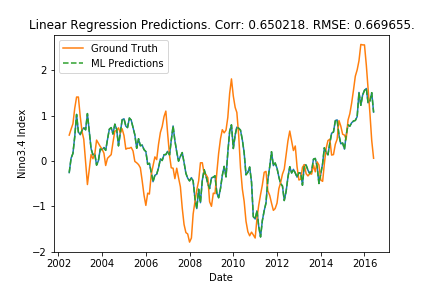 Linear Regression Predictions. Corr: 0.650218. RMSE: 0.669655.
Ground Truth
ML Predictions
Nino3.4 Index
2
1
0
−1
−2
2002 2004 2006 2008 2010 2012 2014 2016
Date